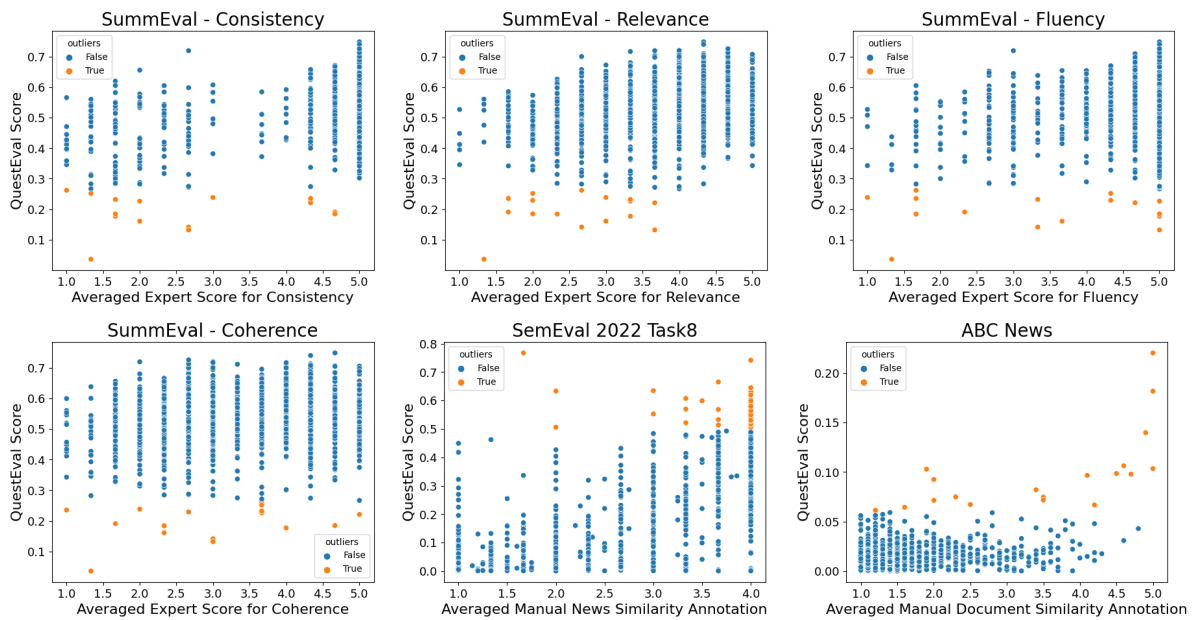 SummEval - Consistency
outliers
False
True
QuestEval Score
0.7
0.6
0.5
0.4
0.3
0.2
0.1
1.0 1.5 2.0 2.5 3.0 3.5 4.0 4.5 5.0
Averaged Expert Score for Consistency
SummEval - Relevance
outliers
False
True
QuestEval Score
0.7
0.6
0.5
0.4
0.3
0.2
0.1
1.0 1.5 2.0 2.5 3.0 3.5 4.0 4.5 5.0
Averaged Expert Score for Relevance
SummEval - Fluency
outliers
False
True
QuestEval Score
0.7
0.6
0.5
0.4
0.3
0.2
0.1
1.0 1.5 2.0 2.5 3.0 3.5 4.0 4.5 5.0
Averaged Expert Score for Fluency
SummEval - Coherence
QuestEval Score
0.7
0.6
0.5
0.4
0.3
0.2
0.1
outliers
False
True
1.0 1.5 2.0 2.5 3.0 3.5 4.0 4.5 5.0
Averaged Expert Score for Coherence
SemEval 2022 Task8
outliers
False
True
QuestEval Score
0.8
0.7
0.6
0.5
0.4
0.3
0.2
0.1
0.0
1.0 1.5 2.0 2.5 3.0 3.5 4.0
Averaged Manual News Similarity Annotation
ABC News
outliers
False
True
QuestEval Score
0.20
0.15
0.10
0.05
0.00
1.0 1.5 2.0 2.5 3.0 3.5 4.0 4.5 5.0
Averaged Manual Document Similarity Annotation